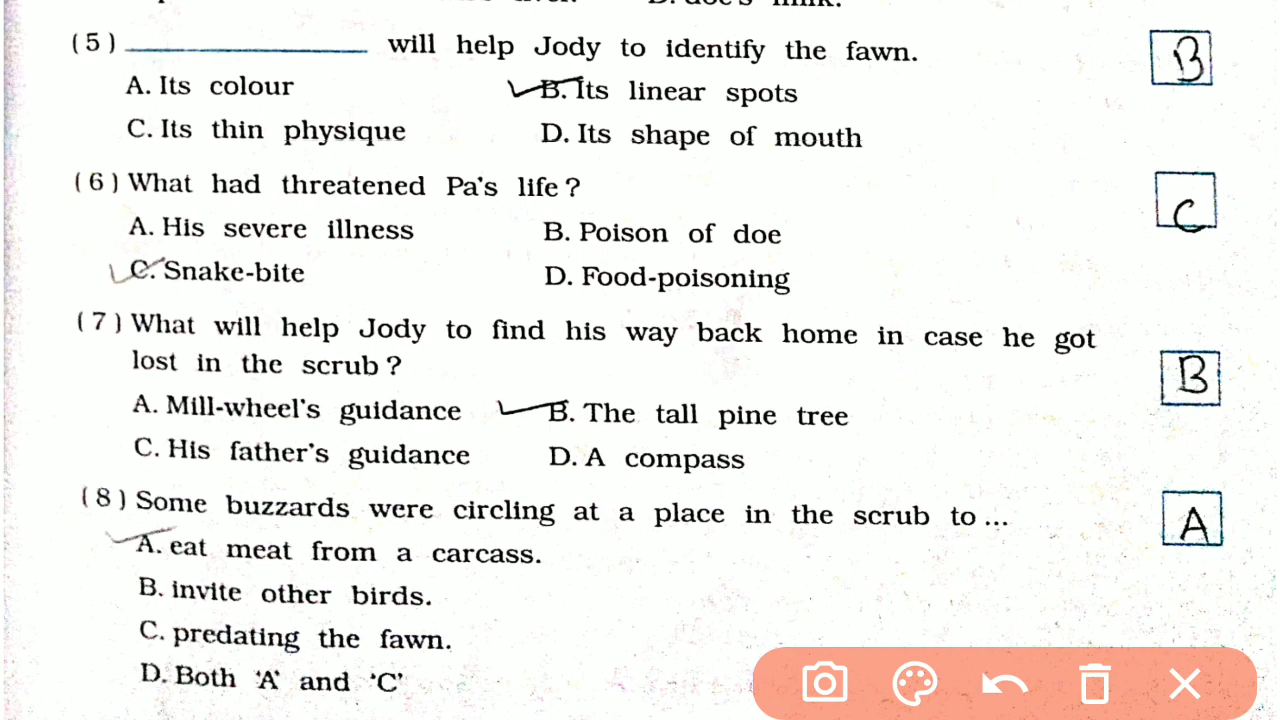 (5) __________ will help Jody to identify the fawn. B
A. Its colour B. Its linear spots
C. Its thin physique D. Its shape of mouth
(6) What had threatened Pa's life? C
A. His severe illness B. Poison of doe
C. Snake-bite D. Food-poisoning
(7) What will help Jody to find his way back home in case he got
lost in the scrub? B
A. Mill-wheel's guidance B. The tall pine tree
C. His father's guidance D. A compass
(8) Some buzzards were circling at a place in the scrub to ... A
A. eat meat from a carcass.
B. invite other birds.
C. predating the fawn.
D. Both 'A' and 'C'